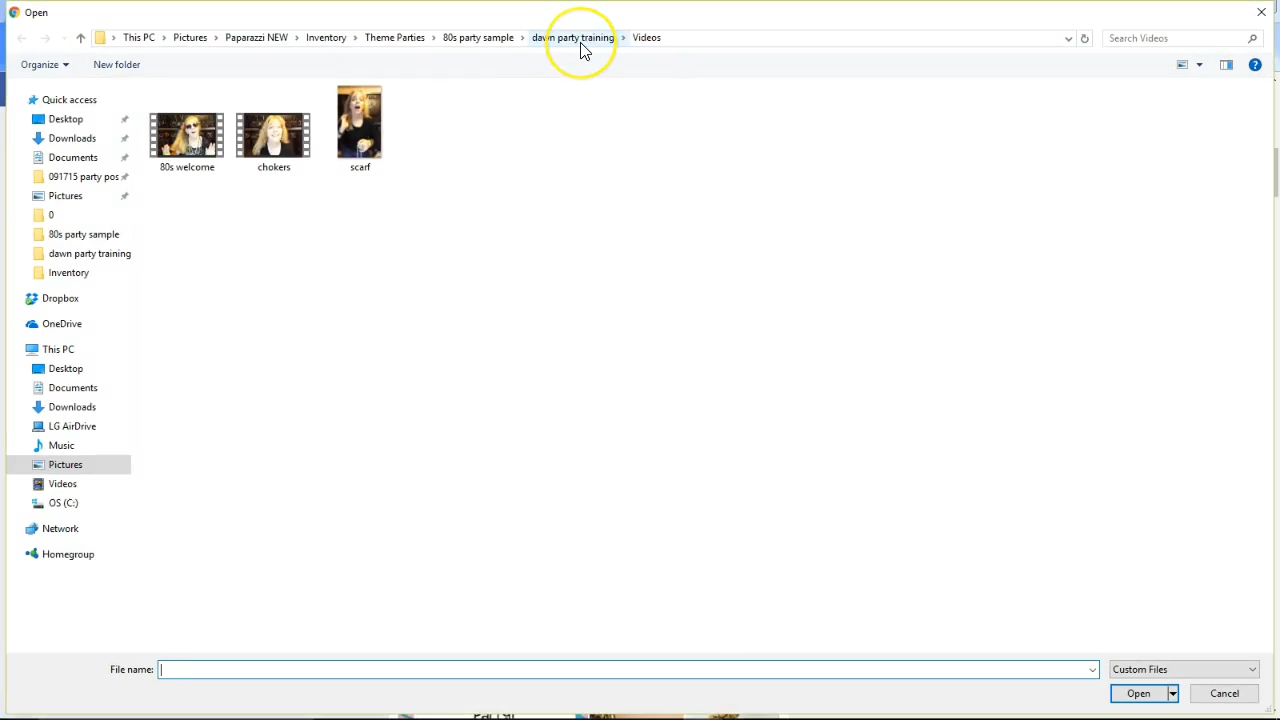 Open
This PC > Pictures > Paparazzi NEW > Inventory > Theme Parties > 80s party sample > dawn party training > Videos
Search Videos
Organize
New folder
Quick access
Desktop
Downloads
Documents
091715 party pos
Pictures
0
80s party sample
dawn party training
Inventory
Dropbox
OneDrive
This PC
Desktop
Documents
Downloads
LG AirDrive
Music
Pictures
Videos
OS (C:)
Network
Homegroup
80s welcome
chokers
scarf
File name:
Custom Files
Open
Cancel